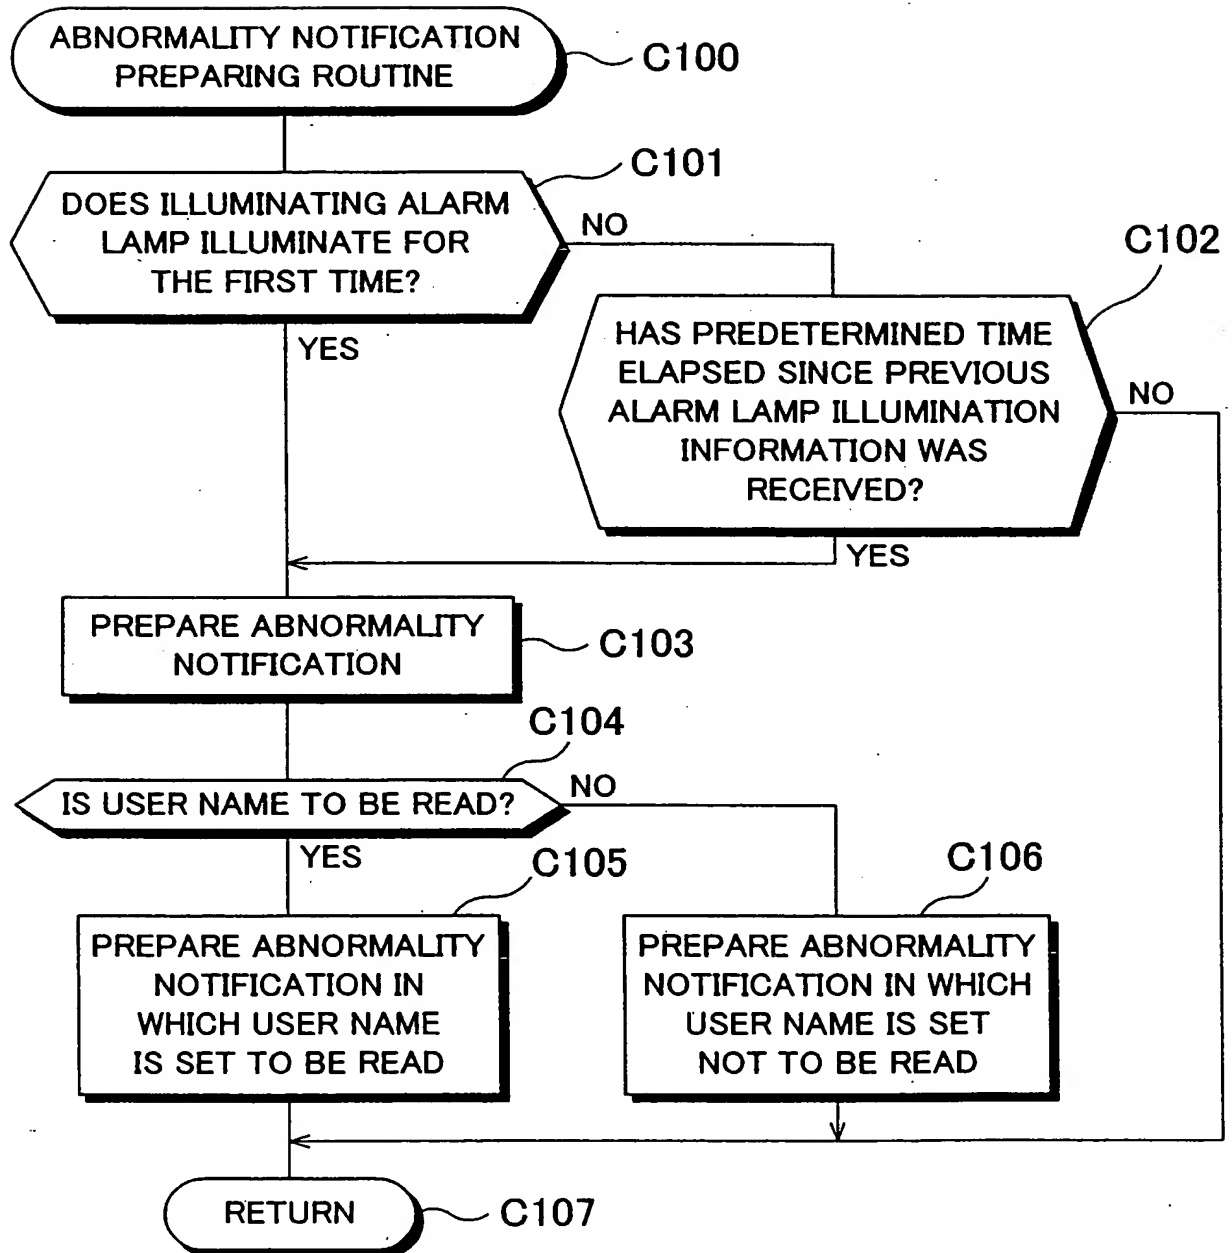 ABNORMALITY NOTIFICATION
PREPARING ROUTINE
C100
C101
DOES ILLUMINATING ALARM
LAMP ILLUMINATE FOR
THE FIRST TIME?
NO
YES
C102
HAS PREDETERMINED TIME
ELAPSED SINCE PREVIOUS
ALARM LAMP ILLUMINATION
INFORMATION WAS
RECEIVED?
NO
YES
PREPARE ABNORMALITY
NOTIFICATION
C103
C104
IS USER NAME TO BE READ?
NO
YES
C105
PREPARE ABNORMALITY
NOTIFICATION IN
WHICH USER NAME
IS SET TO BE READ
C106
PREPARE ABNORMALITY
NOTIFICATION IN WHICH
USER NAME IS SET
NOT TO BE READ
RETURN
C107